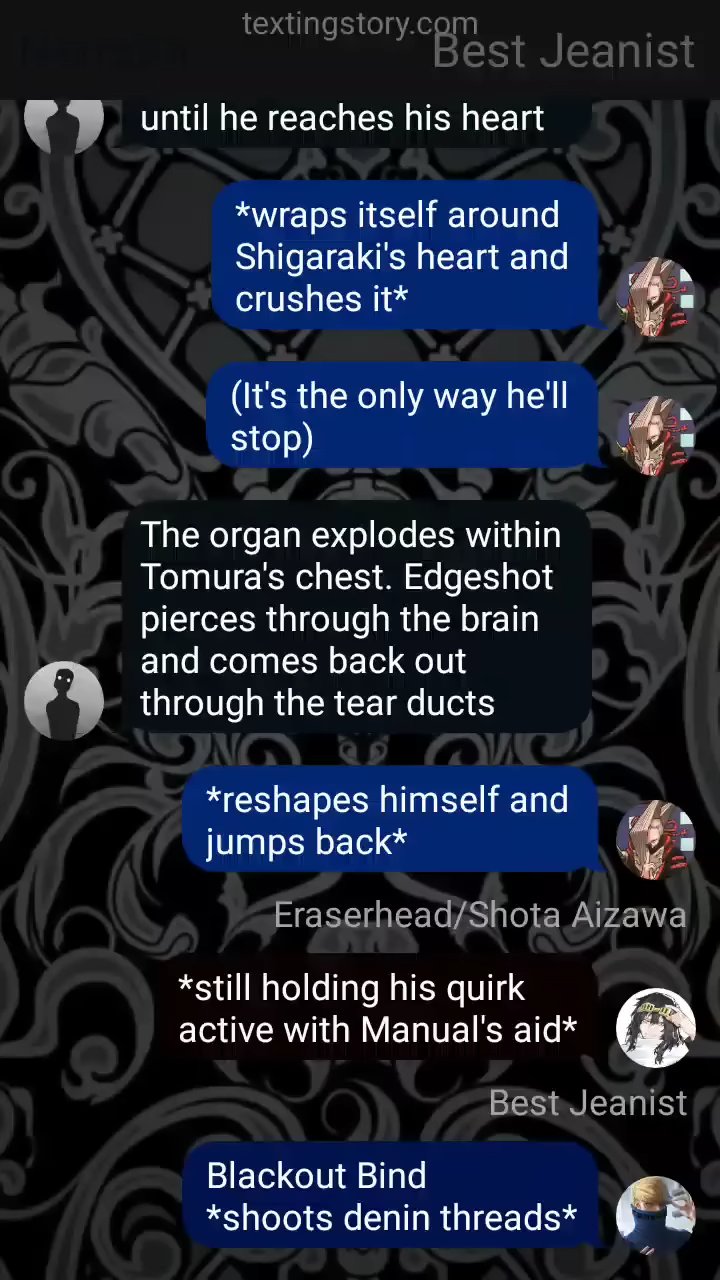 textingstory.com
Best Jeanist
until he reaches his heart
*wraps itself around
Shigaraki's heart and
crushes it*
(It's the only way he'll
stop)
The organ explodes within
Tomura's chest. Edgeshot
pierces through the brain
and comes back out
through the tear ducts
*reshapes himself and
jumps back*
Eraserhead/Shota Aizawa
*still holding his quirk
active with Manual's aid*
Best Jeanist
Blackout Bind
*shoots denin threads*